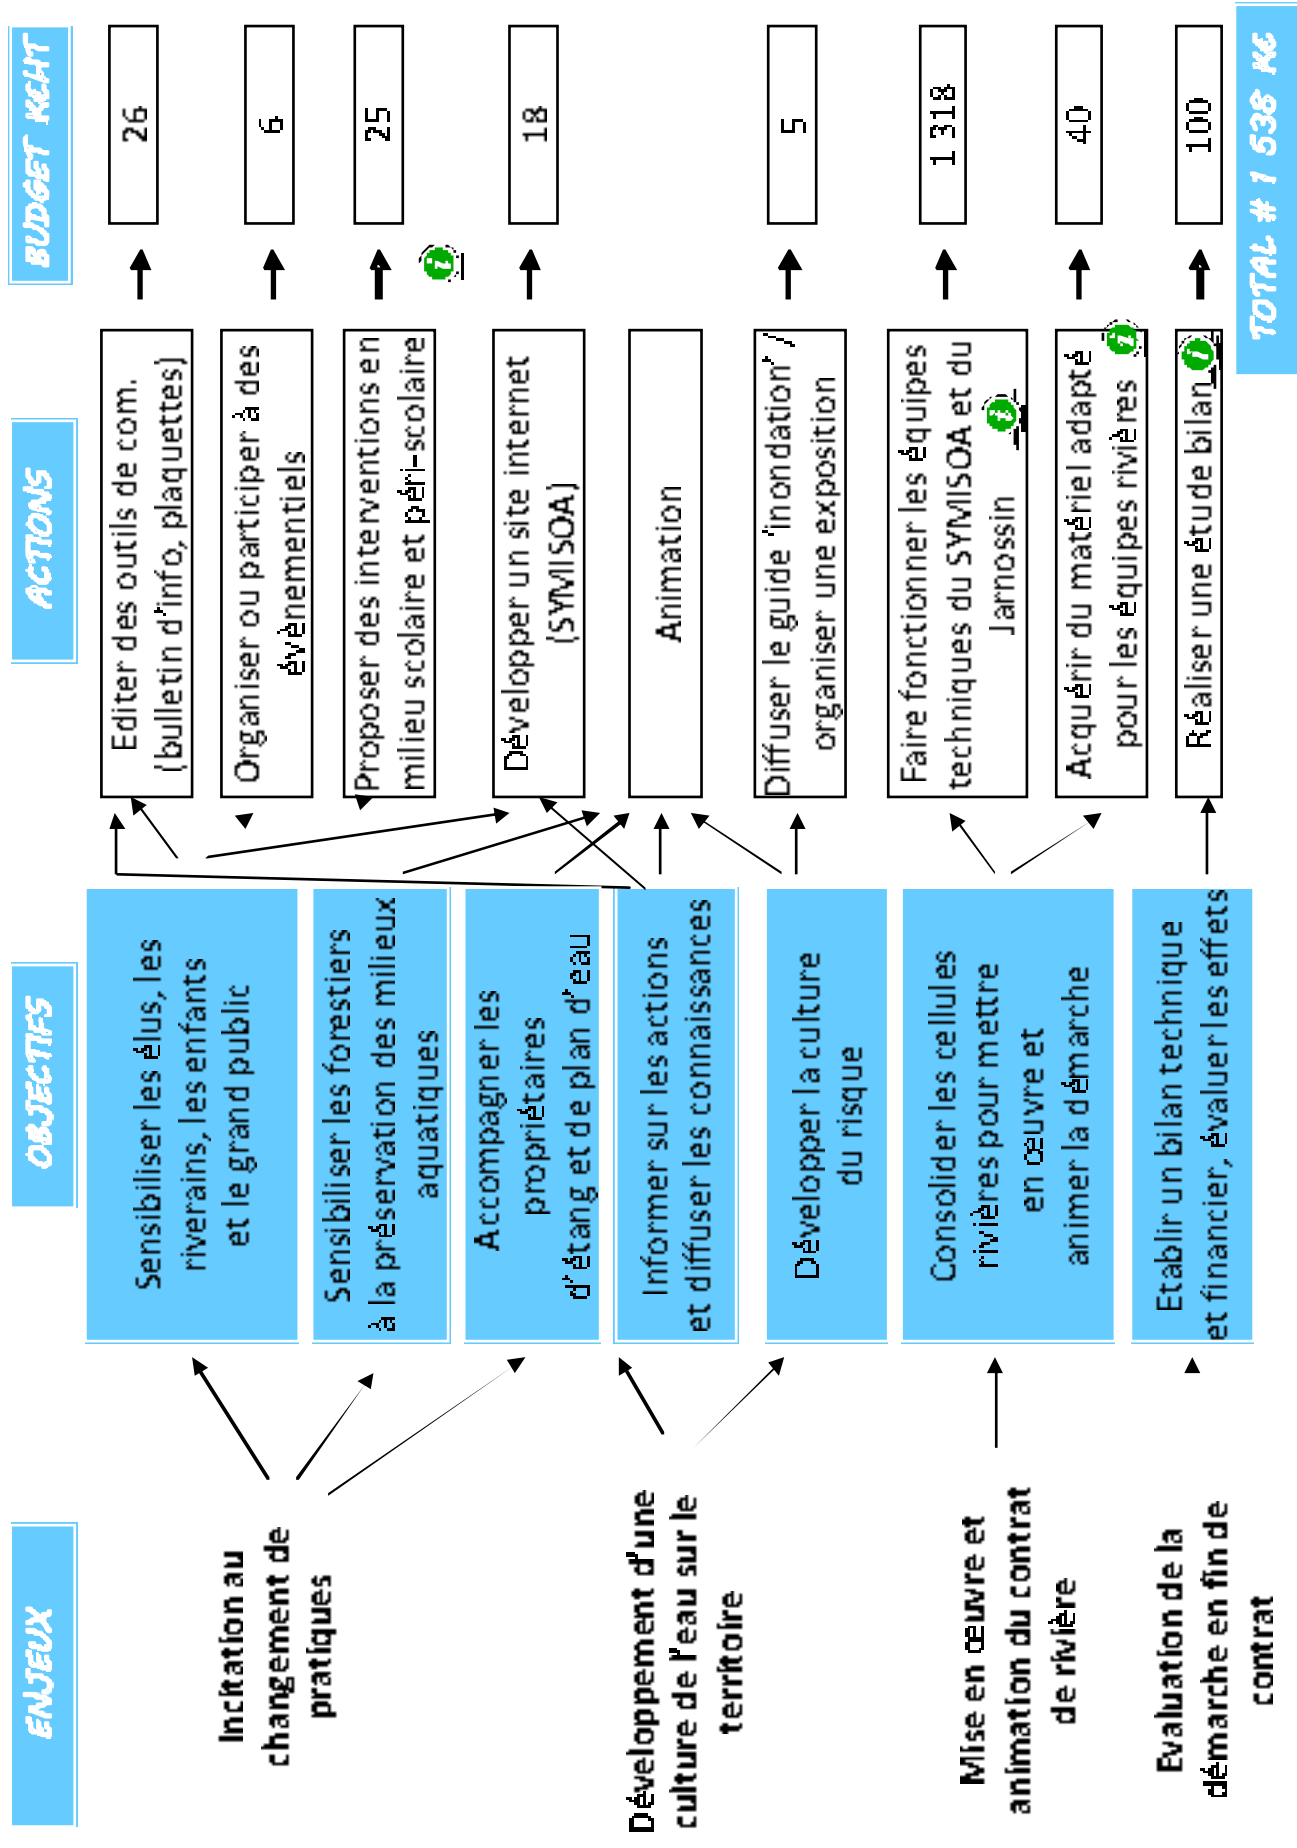 ENJEUX
OBJECTIFS
ACTIONS
BUDGET K€HT
Incitation au
changement de
pratiques
Développement d'une
culture de l'eau sur le
territoire
Mise en œuvre et
animation du contrat
de rivière
Evaluation de la
démarche en fin de
contrat
Sensibiliser les élus, les
riverains, les enfants
et le grand public
Sensibiliser les forestiers
à la préservation des milieux
aquatiques
Accompagner les
propriétaires
d'étang et de plan d'eau
Informer sur les actions
et diffuser les connaissances
Développer la culture
du risque
Consolider les cellules
rivières pour mettre
en œuvre et
animer la démarche
Etablir un bilan technique
et financier, évaluer les effets
Editer des outils de com.
(bulletin d'info, plaquettes)
Organiser ou participer à des
évènementiels
Proposer des interventions en
milieu scolaire et péri-scolaire
Développer un site internet
(SYMISOA)
Animation
Diffuser le guide 'inondation' /
organiser une exposition
Faire fonctionner les équipes
techniques du SYMISOA et du
Jarnossin
Acquérir du matériel adapté
pour les équipes rivières
Réaliser une étude bilan
26
6
25
18
5
1 318
40
100
TOTAL # 1 538 K€